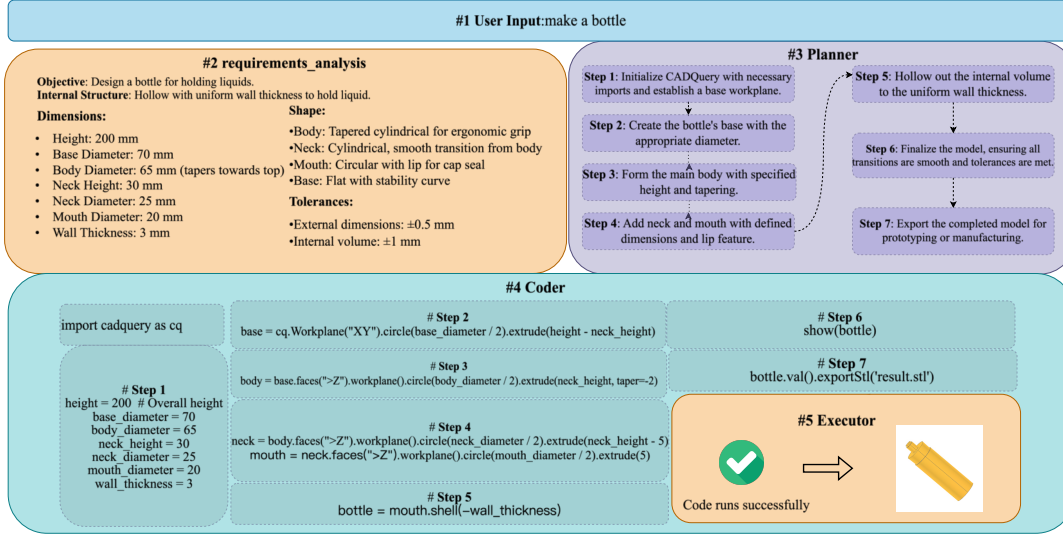 #1 User Input:make a bottle
#2 requirements_analysis
Objective: Design a bottle for holding liquids.
Internal Structure: Hollow with uniform wall thickness to hold liquid.
Dimensions:
• Height: 200 mm
• Base Diameter: 70 mm
• Body Diameter: 65 mm (tapers towards top)
• Neck Height: 30 mm
• Neck Diameter: 25 mm
• Mouth Diameter: 20 mm
• Wall Thickness: 3 mm
Shape:
•Body: Tapered cylindrical for ergonomic grip
•Neck: Cylindrical, smooth transition from body
•Mouth: Circular with lip for cap seal
•Base: Flat with stability curve
Tolerances:
•External dimensions: ±0.5 mm
•Internal volume: ±1 mm
#3 Planner
Step 1: Initialize CADQuery with necessary
imports and establish a base workplane.
Step 2: Create the bottle's base with the
appropriate diameter.
Step 3: Form the main body with specified
height and tapering.
Step 4: Add neck and mouth with defined
dimensions and lip feature.
Step 5: Hollow out the internal volume
to the uniform wall thickness.
Step 6: Finalize the model, ensuring all
transitions are smooth and tolerances are met.
Step 7: Export the completed model for
prototyping or manufacturing.
#4 Coder
import cadquery as cq
# Step 1
height = 200 # Overall height
base_diameter = 70
body_diameter = 65
neck_height = 30
neck_diameter = 25
mouth_diameter = 20
wall_thickness = 3
# Step 2
base = cq.Workplane("XY").circle(base_diameter / 2).extrude(height - neck_height)
# Step 3
body = base.faces(">Z").workplane().circle(body_diameter / 2).extrude(neck_height, taper=-2)
# Step 4
neck = body.faces(">Z").workplane().circle(neck_diameter / 2).extrude(neck_height - 5)
mouth = neck.faces(">Z").workplane().circle(mouth_diameter / 2).extrude(5)
# Step 5
bottle = mouth.shell(-wall_thickness)
# Step 6
show(bottle)
# Step 7
bottle.val().exportStl('result.stl')
#5 Executor
Code runs successfully